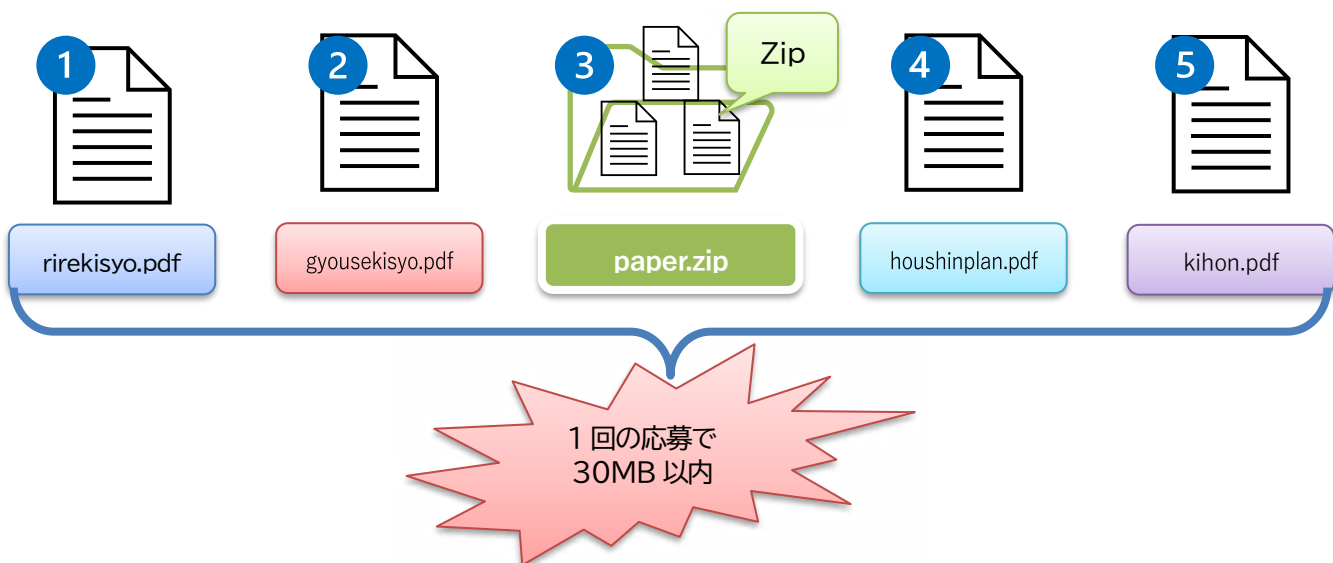 1
2
3
Zip
4
5
rirekisyo.pdf
gyousekisyo.pdf
paper.zip
houshinplan.pdf
kihon.pdf
1回の応募で
30MB 以内